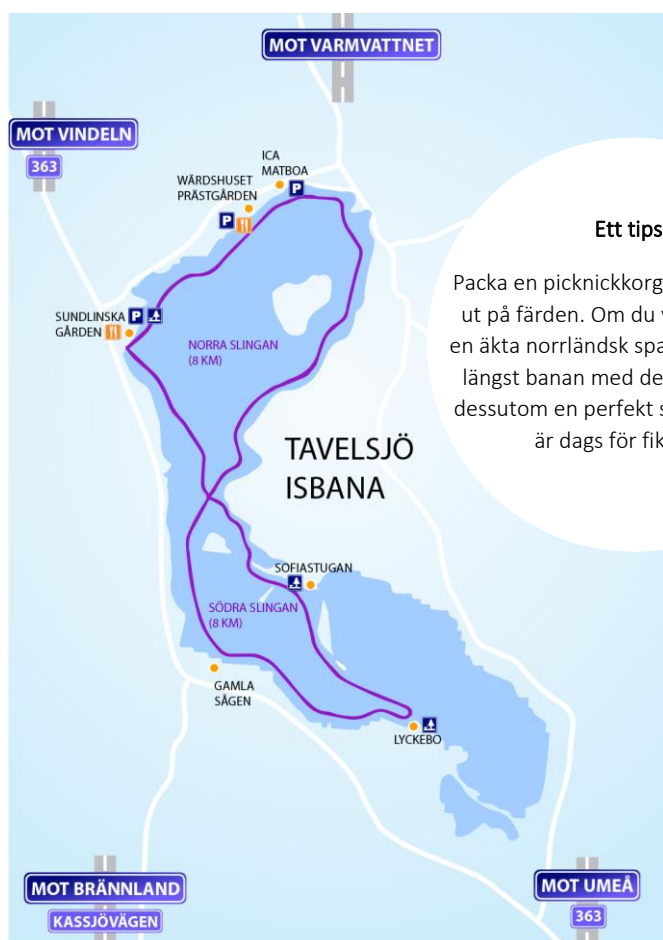 MOT VARMVATTNET
MOT VINDELN
363
ICA
MATBOA
P
WÄRDSHUSET
PRÄSTGÅRDEN
P
SUNDLINSKA
GÅRDEN
P
NORRA SLINGAN
(8 KM)
TAVELSJÖ
ISBANA
SOFIASTUGAN
SÖDRA SLINGAN
(8 KM)
GAMLA
SÅGEN
LYCKEBO
MOT BRÄNNLAND
KASSJÖVÄGEN
MOT UMEÅ
363
Ett tips
Packa en picknickkorg
ut på färden. Om du v
en äkta norrländsk spa
längst banan med de
dessutom en perfekt s
är dags för fik